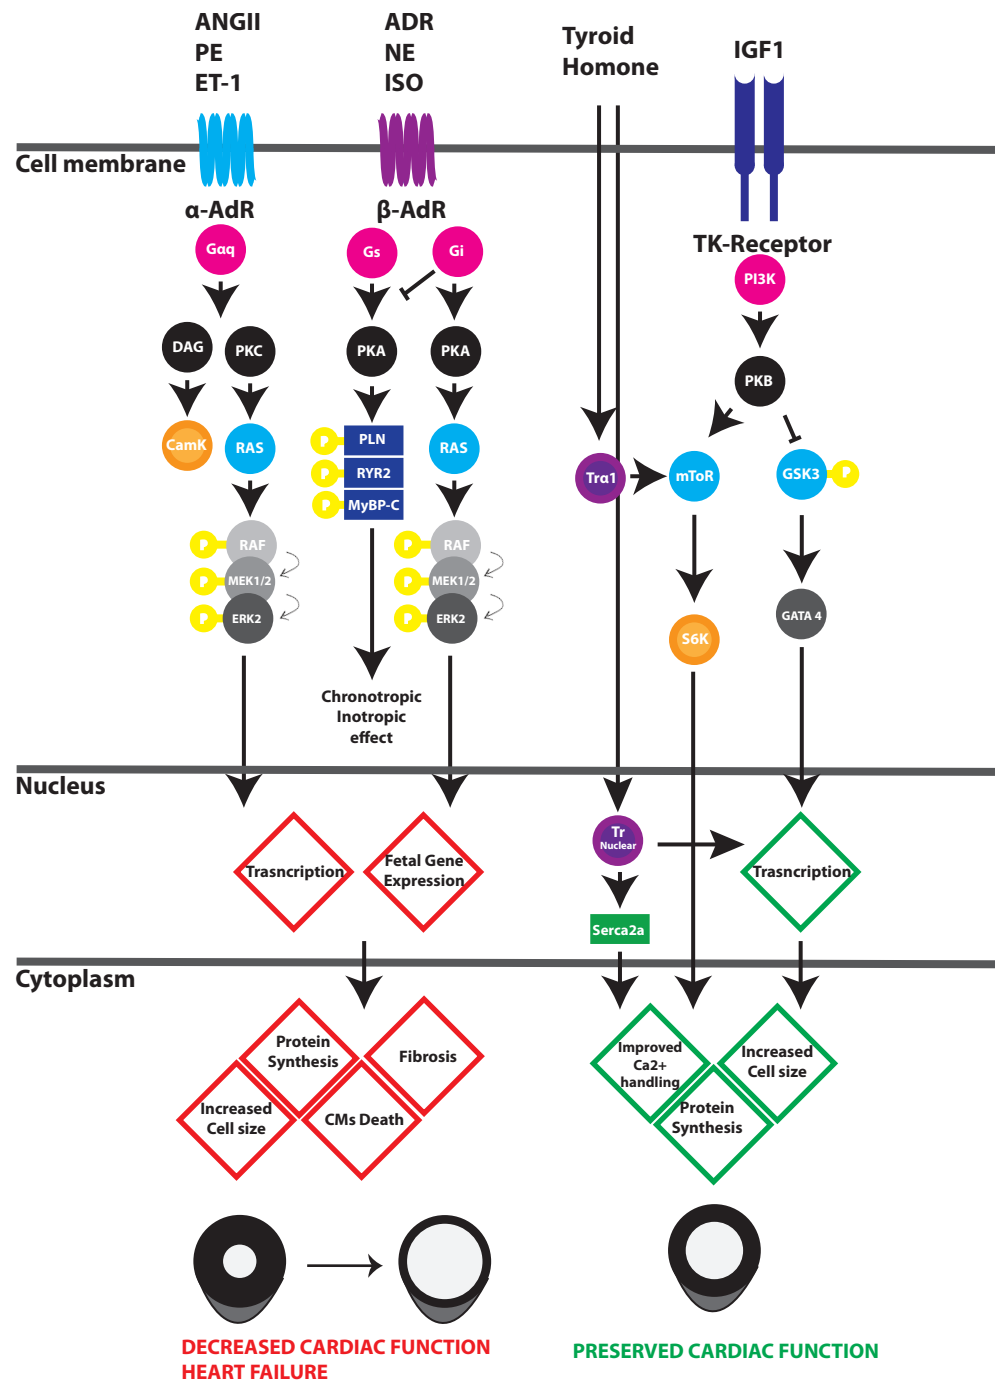 ANGII
PE
ET-1
ADR
NE
ISO
Tyroid
Homone
IGF1
Cell membrane
α-AdR
β-AdR
TK-Receptor
Gαq
Gs
Gi
PI3K
DAG
PKC
PKA
PKA
PKB
CamK
RAS
P PLN
P RYR2
P MyBP-C
RAS
Trα1
mToR
GSK3 P
P RAF
P MEK1/2
P ERK2
P RAF
P MEK1/2
P ERK2
GATA 4
S6K
Chronotropic
Inotropic
effect
Nucleus
Trasncription
Fetal Gene
Expression
Tr
Nuclear
Trasncription
Serca2a
Cytoplasm
Protein
Synthesis
Fibrosis
Increased
Cell size
CMs Death
Improved
Ca2+
handling
Increased
Cell size
Protein
Synthesis
DECREASED CARDIAC FUNCTION
HEART FAILURE
PRESERVED CARDIAC FUNCTION